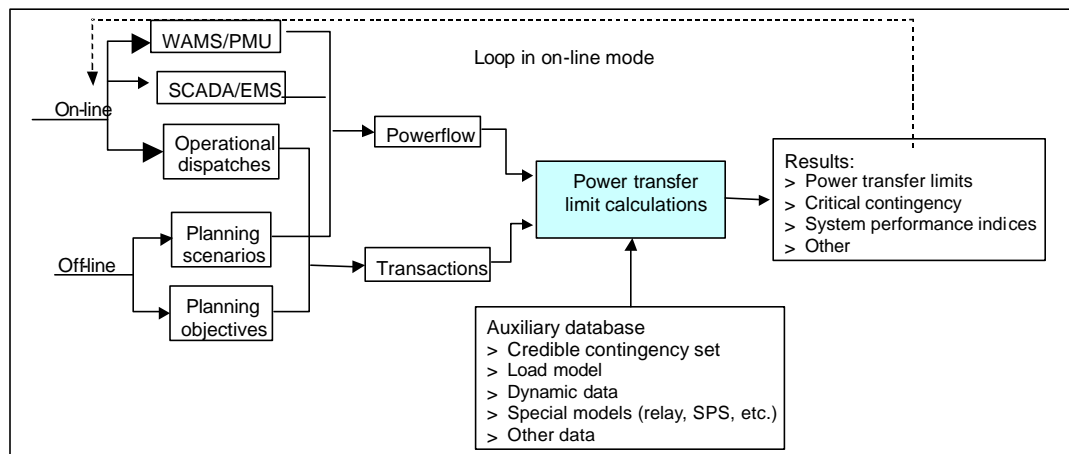 WAMS/PMU
Loop in on-line mode
SCADA/EMS
On-line
Operational
dispatches
Powerflow
Power transfer
limit calculations
Results:
> Power transfer limits
> Critical contingency
> System performance indices
> Other
Planning
scenarios
Off-line
Transactions
Planning
objectives
Auxiliary database
> Credible contingency set
> Load model
> Dynamic data
> Special models (relay, SPS, etc.)
> Other data